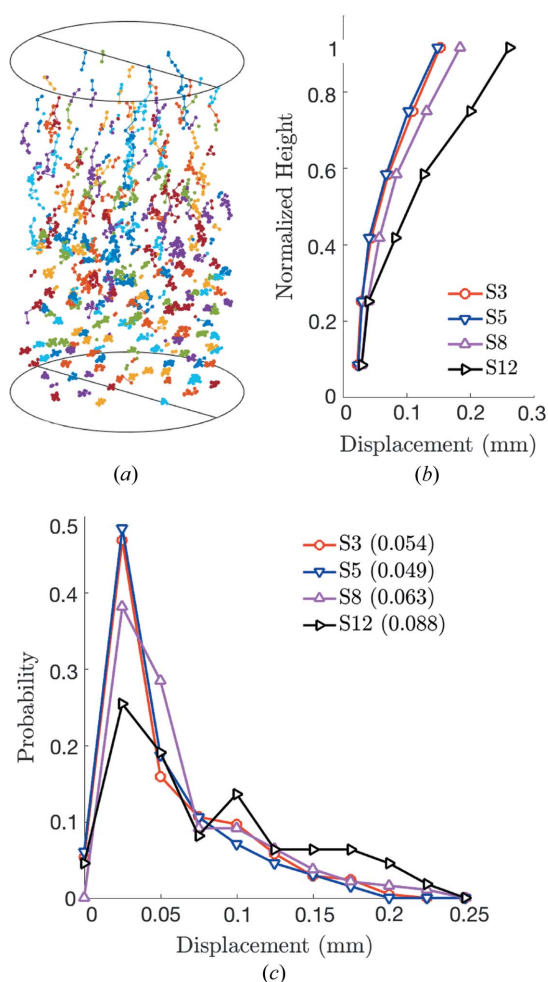 1
0.8
0.6
0.4
0.2
0
Normalized Height
S3
S5
S8
S12
0 0.1 0.2 0.3
Displacement (mm)
(a)
(b)
0.5
0.4
0.3
0.2
0.1
0
Probability
S3 (0.054)
S5 (0.049)
S8 (0.063)
S12 (0.088)
0 0.05 0.1 0.15 0.2 0.25
Displacement (mm)
(c)